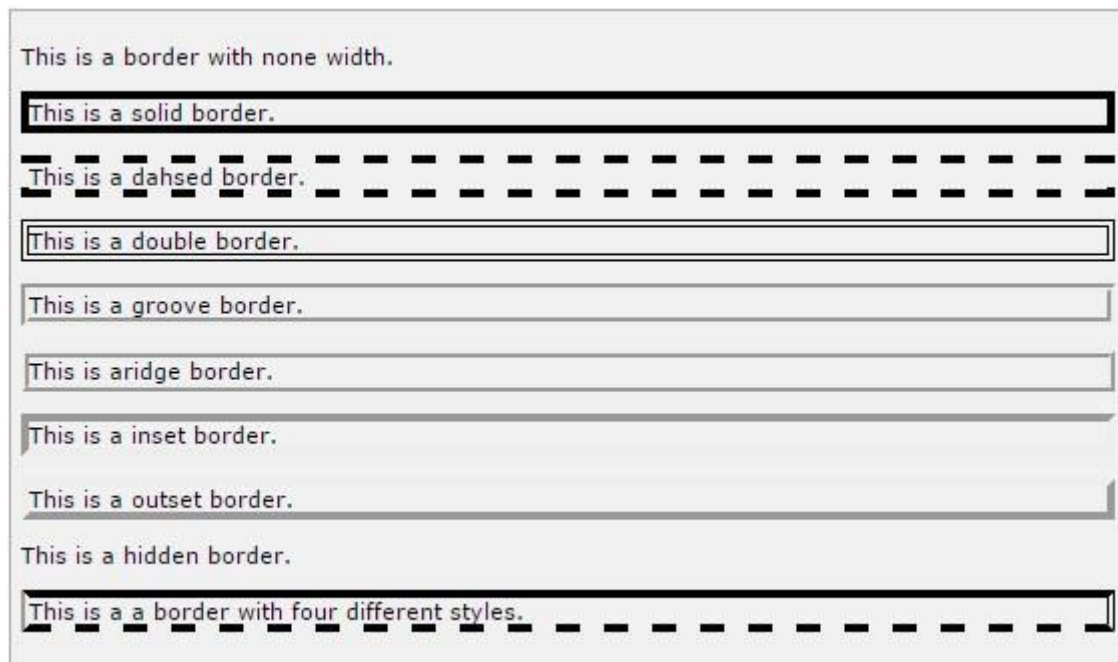 This is a border with none width.
This is a solid border.
This is a dahsed border.
This is a double border.
This is a groove border.
This is aridge border.
This is a inset border.
This is a outset border.
This is a hidden border.
This is a a border with four different styles.